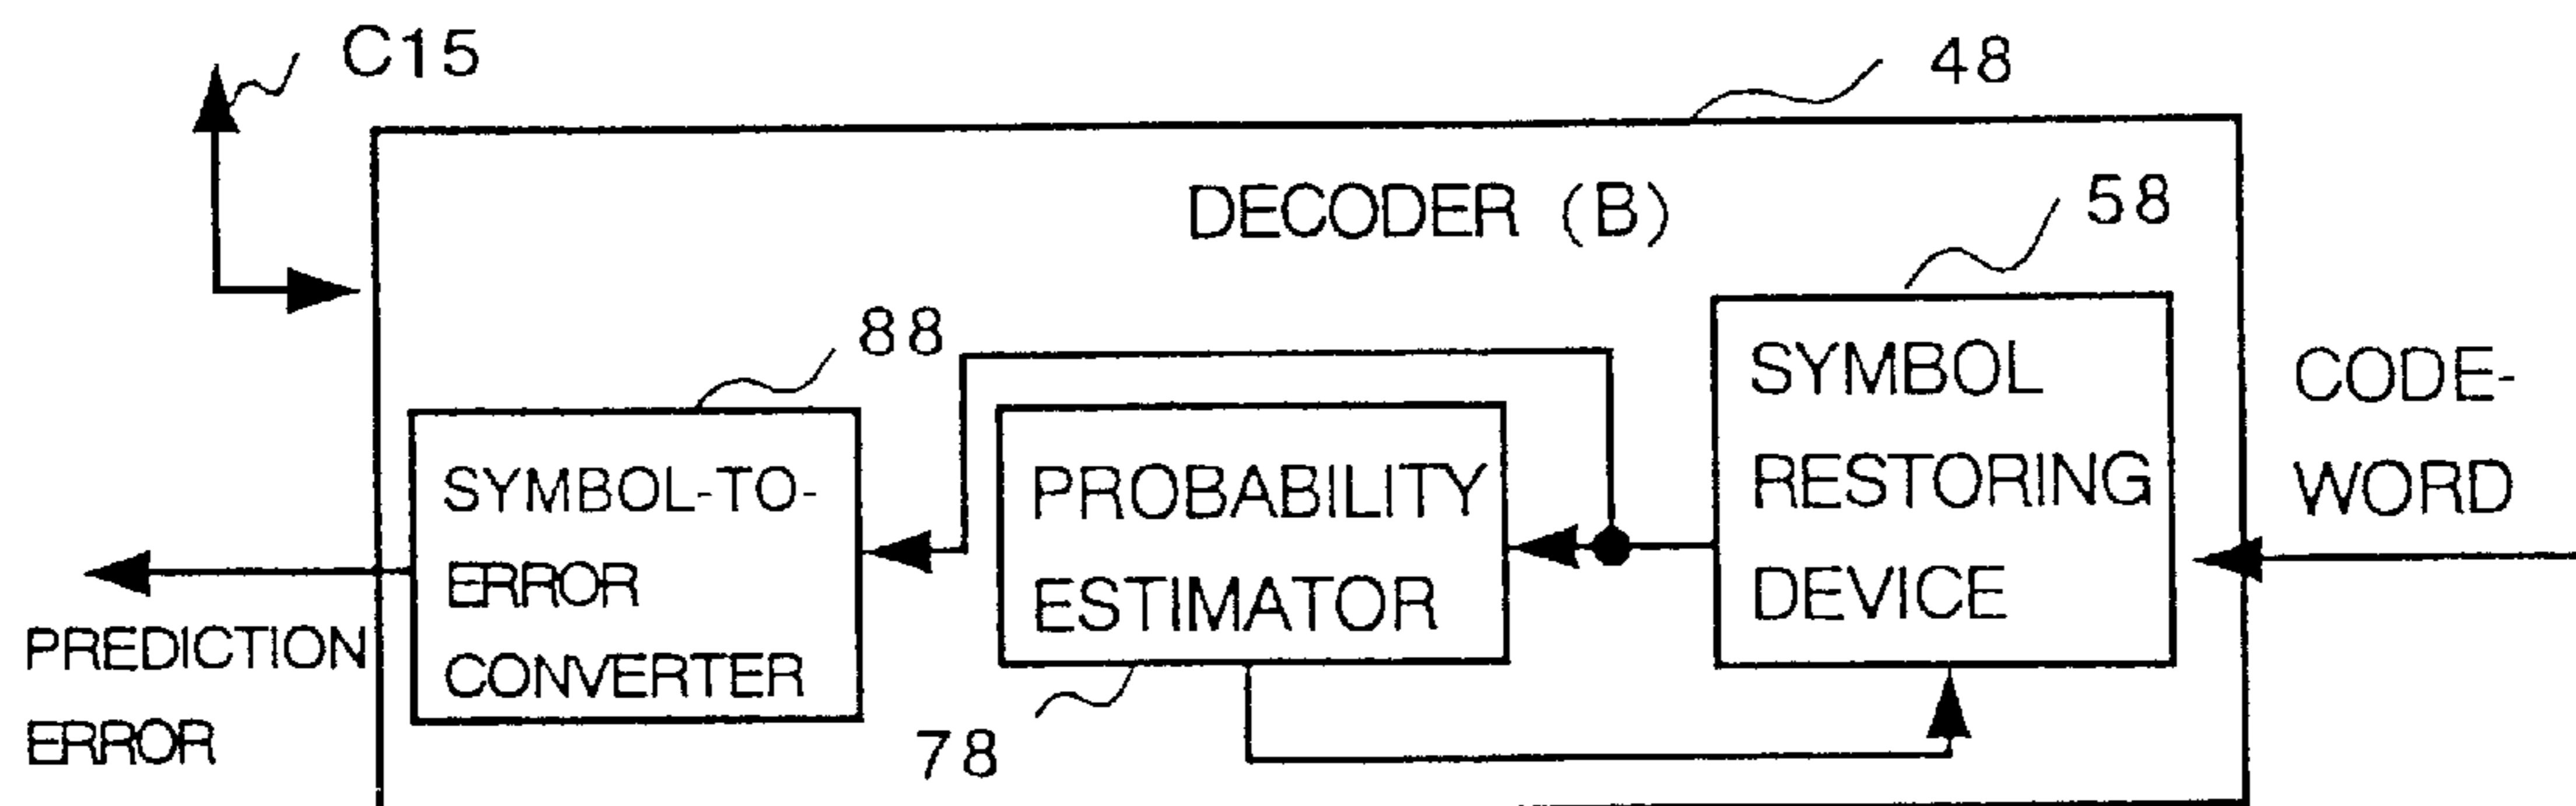 C15
48
DECODER (B)
58
88
SYMBOL
RESTORING
DEVICE
CODE-
WORD
PROBABILITY
ESTIMATOR
SYMBOL-TO-
ERROR
CONVERTER
PREDICTION
ERROR
78